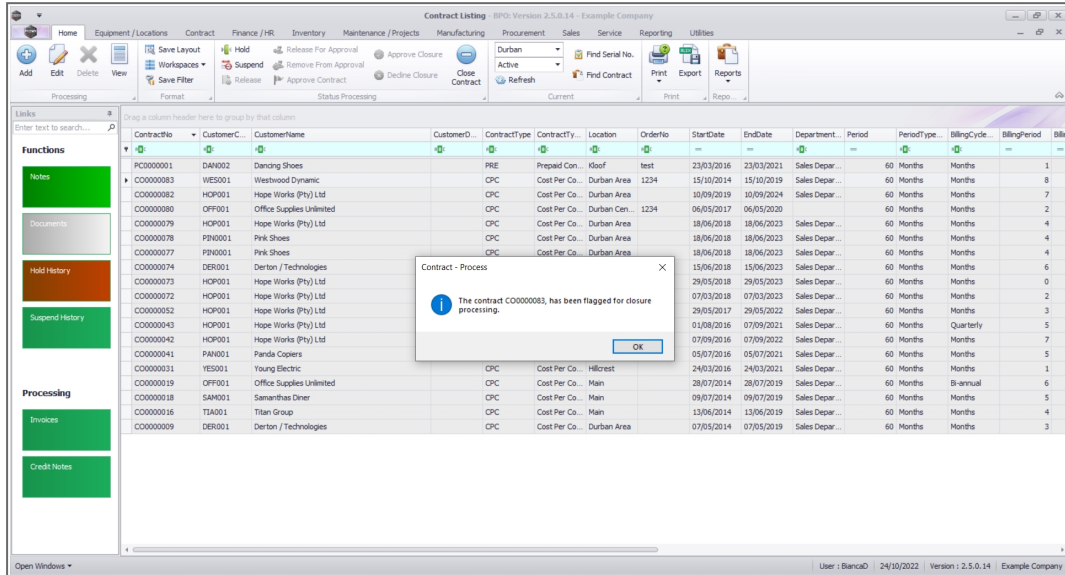 Contract Listing - BPO: Version 2.5.0.14 - Example Company
Home Equipment / Locations Contract Finance / HR Inventory Maintenance / Projects Manufacturing Procurement Sales Service Reporting Utilities
Add Edit Delete View
Processing
Save Layout
Workspaces
Save Filter
Format
Hold Release For Approval
Suspend Remove From Approval
Release Approve Contract
Approve Closure
Decline Closure
Close Contract
Status Processing
Durban
Active
Refresh
Find Serial No.
Find Contract
Current
Print Export
Print
Reports
Repo...
Links
Enter text to search...
Functions
Notes
Documents
Hold History
Suspend History
Processing
Invoices
Credit Notes
Drag a column header here to group by that column
ContractNo CustomerC... CustomerName CustomerD... ContractType ContractTy... Location OrderNo StartDate EndDate Department... Period PeriodType... BillingCycle... BillingPeriod Billi
PC0000001 DAN002 Dancing Shoes PRE Prepaid Con... Kloof test 23/03/2016 23/03/2021 Sales Depar... 60 Months Months 1
CO0000083 WES001 Westwood Dynamic CPC Cost Per Co... Durban Area 1234 15/10/2014 15/10/2019 Sales Depar... 60 Months Months 8
CO0000082 HOP001 Hope Works (Pty) Ltd CPC Cost Per Co... Durban Area 10/09/2019 10/09/2024 Sales Depar... 60 Months Months 7
CO0000080 OFF001 Office Supplies Unlimited CPC Cost Per Co... Durban Cen... 1234 06/05/2017 06/05/2020 60 Months Months 2
CO0000079 HOP001 Hope Works (Pty) Ltd CPC Cost Per Co... Durban Area 18/06/2018 18/06/2023 Sales Depar... 60 Months Months 4
CO0000078 PIN0001 Pink Shoes CPC Cost Per Co... Durban Area 18/06/2018 18/06/2023 Sales Depar... 60 Months Months 4
CO0000077 PIN0001 Pink Shoes CPC Cost Per Co... Durban Area 18/06/2018 18/06/2023 Sales Depar... 60 Months Months 4
CO0000074 DER001 Derton / Technologies 15/06/2018 15/06/2023 Sales Depar... 60 Months Months 6
CO0000073 HOP001 Hope Works (Pty) Ltd 29/05/2018 29/05/2023 Sales Depar... 60 Months Months 0
CO0000072 HOP001 Hope Works (Pty) Ltd 07/03/2018 07/03/2023 Sales Depar... 60 Months Months 2
CO0000052 HOP001 Hope Works (Pty) Ltd 29/05/2017 29/05/2022 Sales Depar... 60 Months Months 3
CO0000043 HOP001 Hope Works (Pty) Ltd 01/08/2016 07/09/2021 Sales Depar... 60 Months Quarterly 5
CO0000042 HOP001 Hope Works (Pty) Ltd 07/09/2016 07/09/2022 Sales Depar... 60 Months Months 7
CO0000041 PAN001 Panda Copiers 05/07/2016 05/07/2021 Sales Depar... 60 Months Months 5
CO0000031 YES001 Young Electric CPC Cost Per Co... Hillcrest 24/03/2016 24/03/2021 Sales Depar... 60 Months Months 1
CO0000019 OFF001 Office Supplies Unlimited CPC Cost Per Co... Main 28/07/2014 28/07/2019 Sales Depar... 60 Months Bi-annual 6
CO0000018 SAM001 Samanthas Diner CPC Cost Per Co... Main 09/07/2014 09/07/2019 Sales Depar... 60 Months Months 5
CO0000016 TIA001 Titan Group CPC Cost Per Co... Main 13/06/2014 13/06/2019 Sales Depar... 60 Months Months 4
CO0000009 DER001 Derton / Technologies CPC Cost Per Co... Durban Area 07/05/2014 07/05/2019 Sales Depar... 60 Months Months 3
Contract - Process
The contract CO0000083, has been flagged for closure
processing.
OK
Open Windows
User : BiancaD 24/10/2022 Version : 2.5.0.14 Example Company